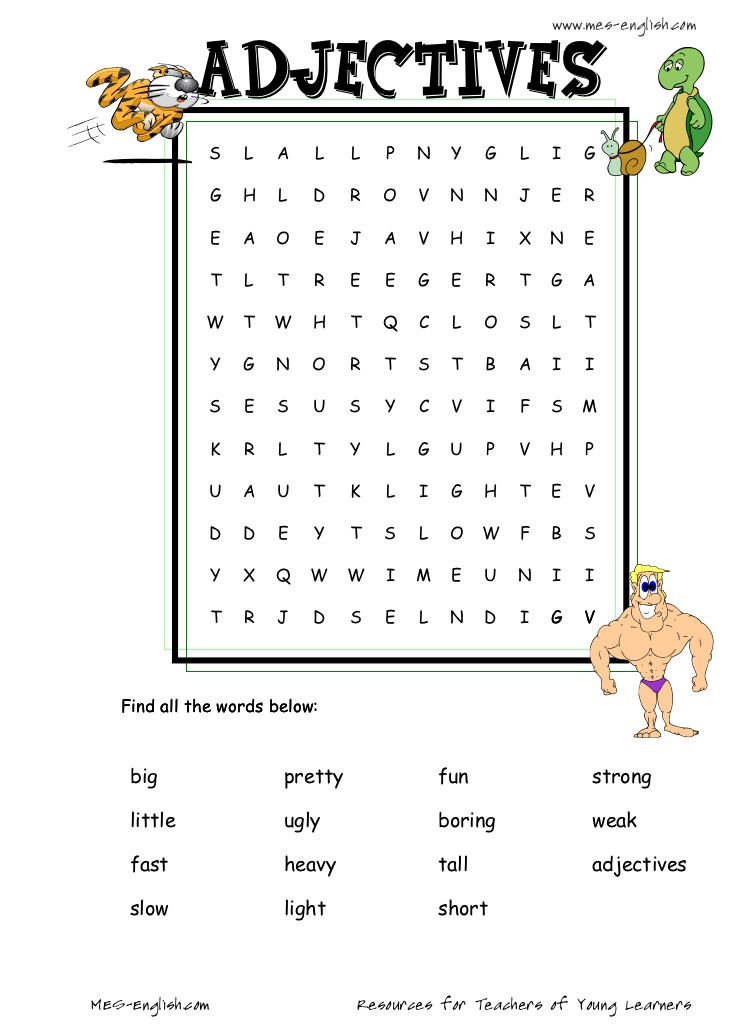 www.mes-english.com
ADJECTIVES
S L A L L P N Y G L I G
G H L D R O V N N J E R
E A O E J A V H I X N E
T L T R E E G E R T G A
W T W H T Q C L O S L T
Y G N O R T S T B A I I
S E S U S Y C V I F S M
K R L T Y L G U P V H P
U A U T K L I G H T E V
D D E Y T S L O W F B S
Y X Q W W I M E U N I I
T R J D S E L N D I G V
Find all the words below:
big pretty fun strong
little ugly boring weak
fast heavy tall adjectives
slow light short
MES-English.com Resources for Teachers of Young Learners